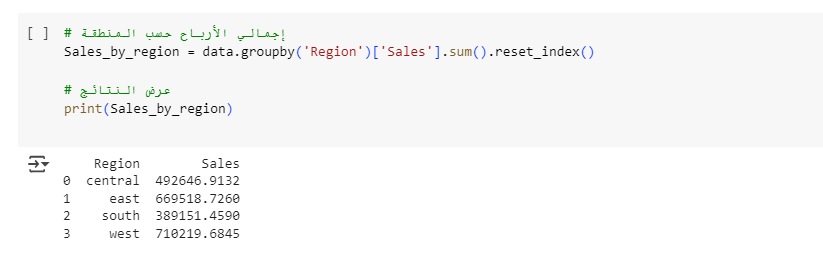 [ ] # إجمالي الأرباح حسب المنطقة
Sales_by_region = data.groupby('Region')['Sales'].sum().reset_index()
# عرض النتائج
print(Sales_by_region)
Region Sales
0 central 492646.9132
1 east 669518.7260
2 south 389151.4590
3 west 710219.6845